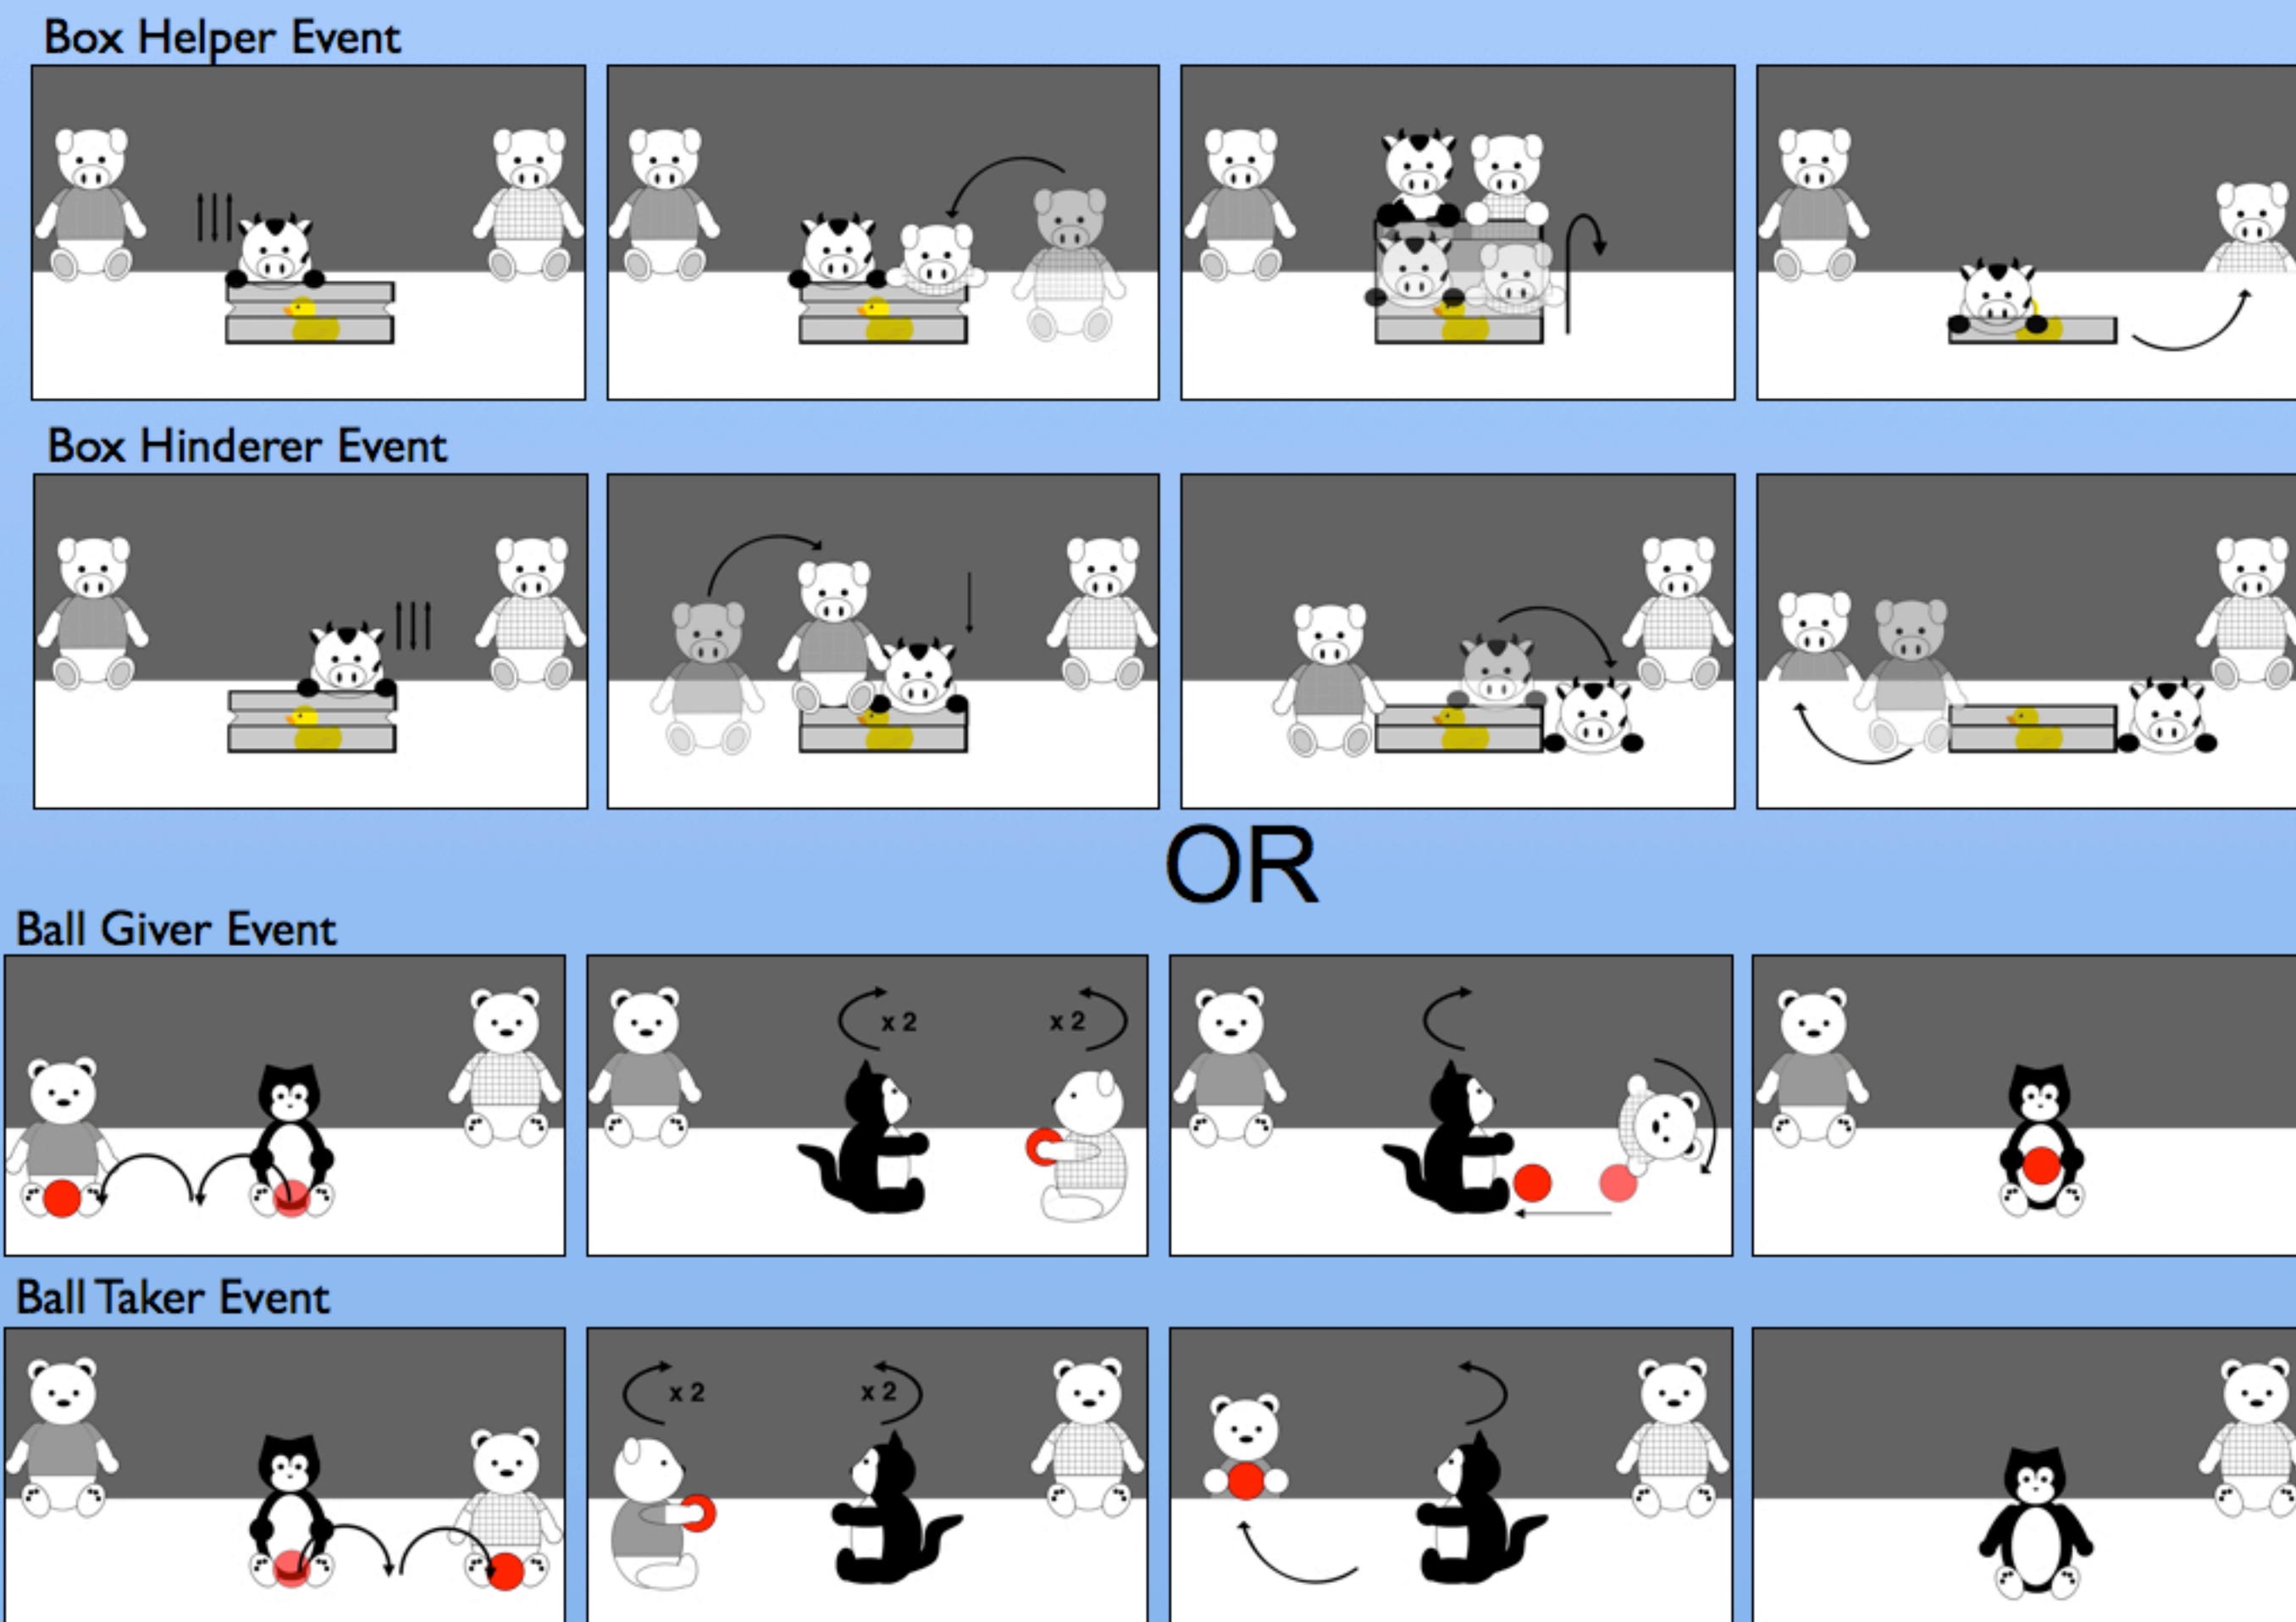 Box Helper Event
Box Hinderer Event
OR
Ball Giver Event
x 2 x 2
Ball Taker Event
x 2 x 2